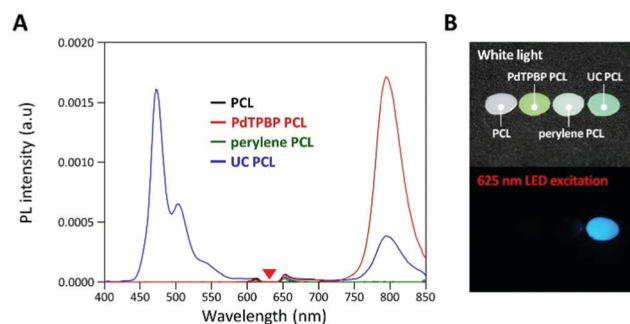 A
PL intensity (a.u)
0.0020
0.0015
0.0010
0.0005
0.0000
400 450 500 550 600 650 700 750 800 850
Wavelength (nm)
PCL
PdTPBP PCL
perylene PCL
UC PCL
B
White light
PdTPBP PCL UC PCL
PCL perylene PCL
625 nm LED excitation